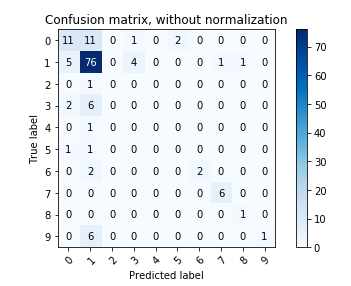 Confusion matrix, without normalization
0 11 11 0 1 0 2 0 0 0 0
1 5 76 0 4 0 0 0 1 1 0
2 0 1 0 0 0 0 0 0 0 0
3 2 6 0 0 0 0 0 0 0 0
4 0 1 0 0 0 0 0 0 0 0
5 1 1 0 0 0 0 0 0 0 0
6 0 2 0 0 0 0 2 0 0 0
7 0 0 0 0 0 0 0 6 0 0
8 0 0 0 0 0 0 0 0 1 0
9 0 6 0 0 0 0 0 0 0 1
0 1 2 3 4 5 6 7 8 9
True label
Predicted label
70
60
50
40
30
20
10
0